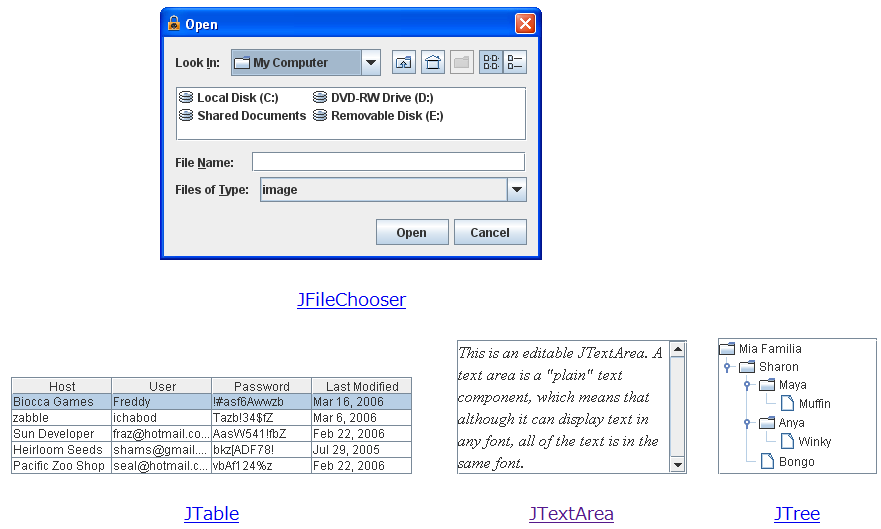 Open
Look In: My Computer
Local Disk (C:) DVD-RW Drive (D:)
Shared Documents Removable Disk (E:)
File Name:
Files of Type: image
Open Cancel
JFileChooser
Host User Password Last Modified
Biocca Games Freddy !#asf6Awwzb Mar 16, 2006
zabble ichabod Tazb!34$fZ Mar 6, 2006
Sun Developer fraz@hotmail.co... AasW541!fbZ Feb 22, 2006
Heirloom Seeds shams@gmail.... bkz[ADF78! Jul 29, 2005
Pacific Zoo Shop seal@hotmail.c... vbAf124%z Feb 22, 2006
JTable
This is an editable JTextArea. A
text area is a "plain" text
component, which means that
although it can display text in
any font, all of the text is in the
same font.
JTextArea
Mia Familia
Sharon
Maya
Muffin
Anya
Winky
Bongo
JTree